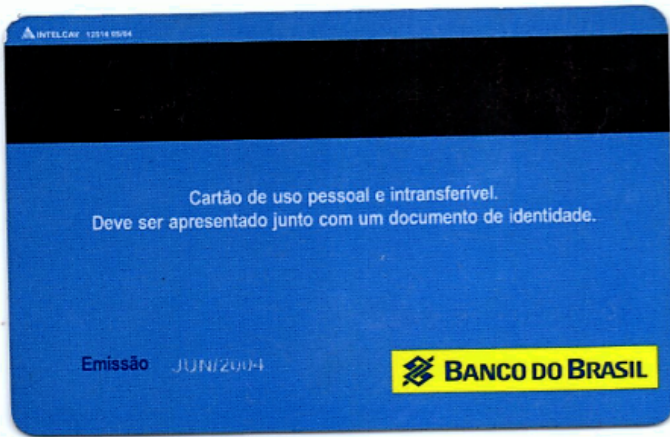 INTELCAV 12014 05/04
Cartão de uso pessoal e intransferível.
Deve ser apresentado junto com um documento de identidade.
Emissão JUN/2004
BANCO DO BRASIL